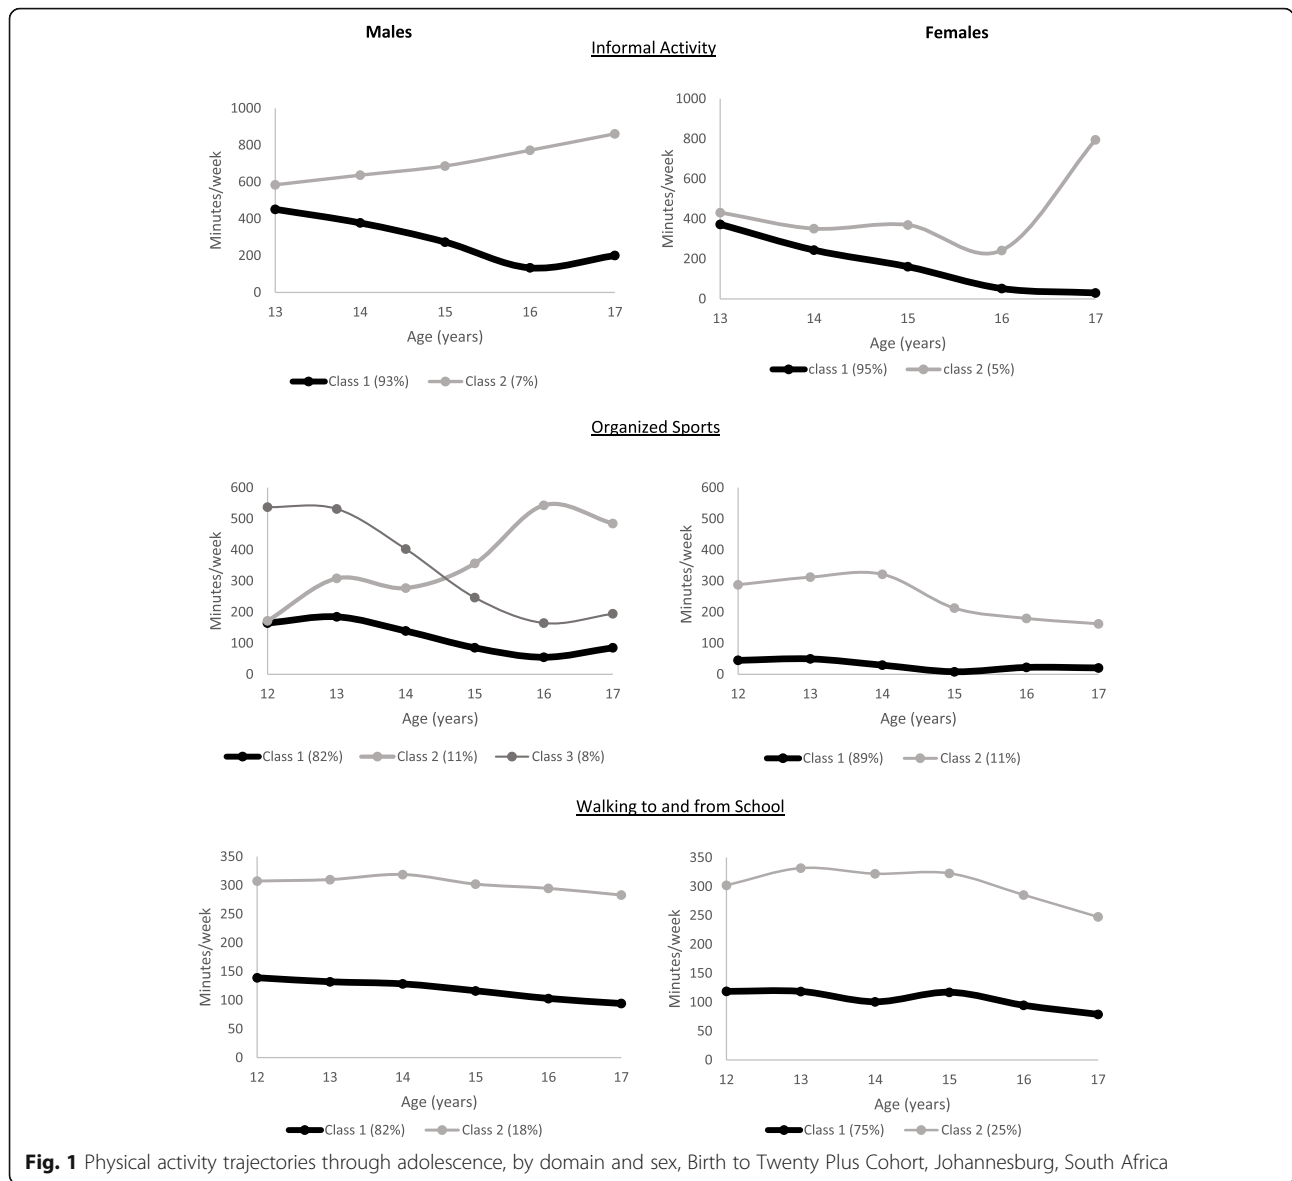 Males Females
Informal Activity
1000
800
600
400
200
0
Minutes/week
13 14 15 16 17
Age (years)
Class 1 (93%) Class 2 (7%)
1000
800
600
400
200
0
Minutes/week
13 14 15 16 17
Age (years)
class 1 (95%) class 2 (5%)
Organized Sports
600
500
400
300
200
100
0
Minutes/week
12 13 14 15 16 17
Age (years)
Class 1 (82%) Class 2 (11%) Class 3 (8%)
600
500
400
300
200
100
0
Minutes/week
12 13 14 15 16 17
Age (years)
Class 1 (89%) Class 2 (11%)
Walking to and from School
350
300
250
200
150
100
50
0
Minutes/week
12 13 14 15 16 17
Age (years)
Class 1 (82%) Class 2 (18%)
350
300
250
200
150
100
50
0
Minutes/week
12 13 14 15 16 17
Age (years)
Class 1 (75%) Class 2 (25%)
Fig. 1 Physical activity trajectories through adolescence, by domain and sex, Birth to Twenty Plus Cohort, Johannesburg, South Africa